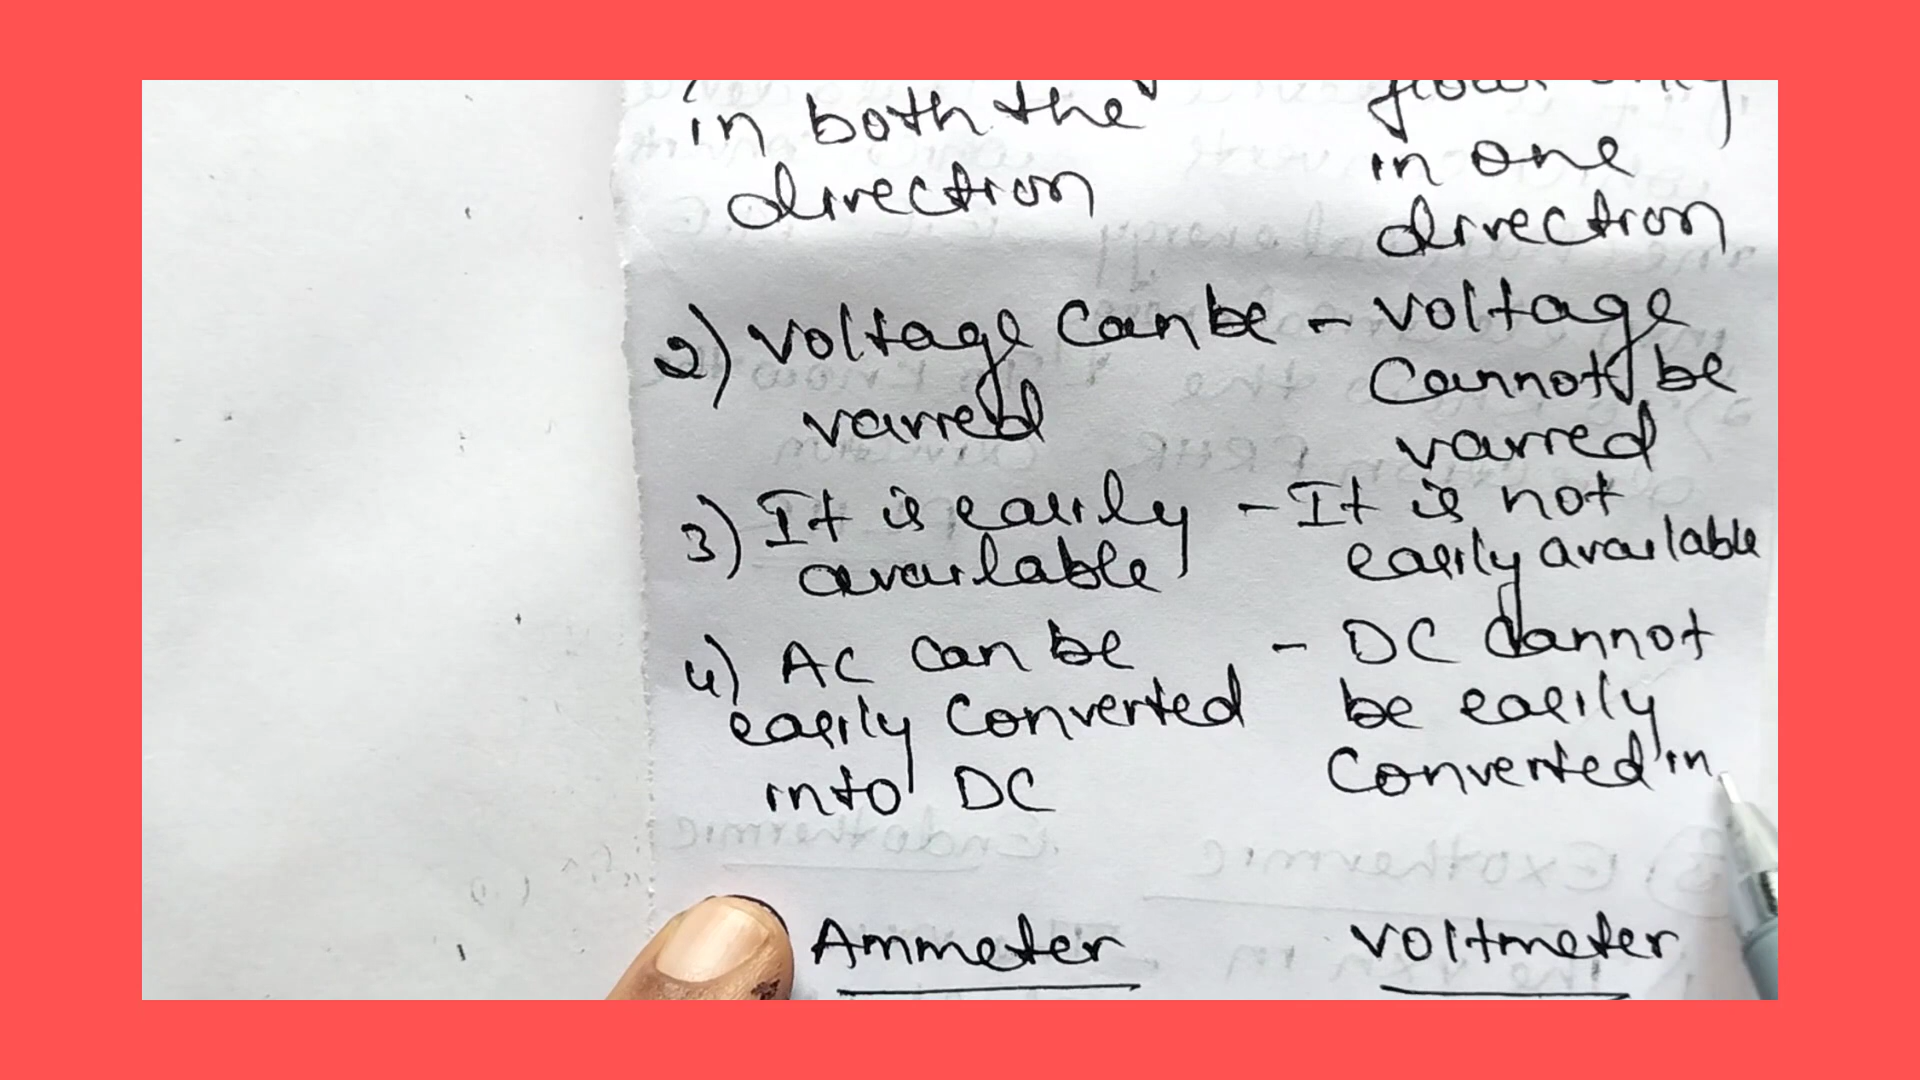 in both the
direction
flow only
in one
direction
2) Voltage can be
varied
- voltage
cannot be
varied
3) It is easily
available
- It is not
easily available
4) AC can be
easily converted
into DC
- DC cannot
be easily
converted in
Ammeter
Voltmeter